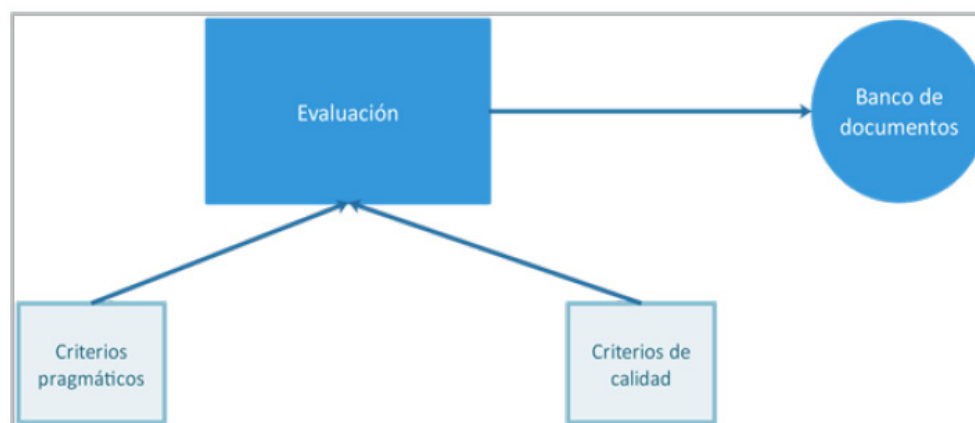 Evaluación
Banco de
documentos
Criterios
pragmáticos
Criterios de
calidad